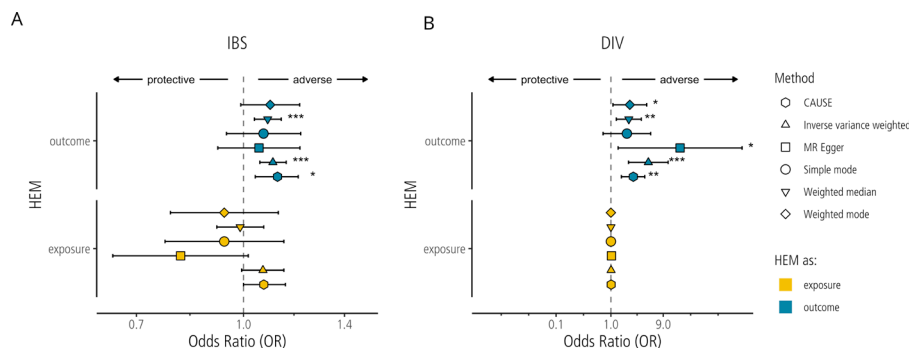 A
IBS
protective
adverse
***
***
*
HEM
outcome
exposure
0.7
1.0
1.4
Odds Ratio (OR)
B
DIV
protective
adverse
*
**
*
***
**
HEM
outcome
exposure
0.1
1.0
9.0
Odds Ratio (OR)
Method
CAUSE
Inverse variance weighted
MR Egger
Simple mode
Weighted median
Weighted mode
HEM as:
exposure
outcome